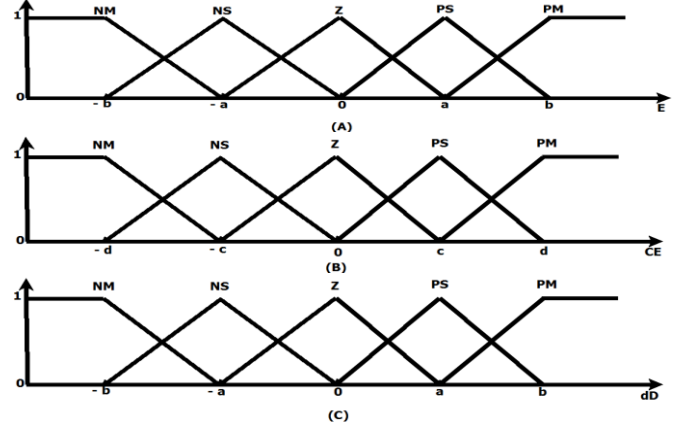 NM NS Z PS PM
1
0
- b - a 0 a b E
(A)
NM NS Z PS PM
1
0
- d - c 0 c d CE
(B)
NM NS Z PS PM
1
0
- b - a 0 a b dD
(C)